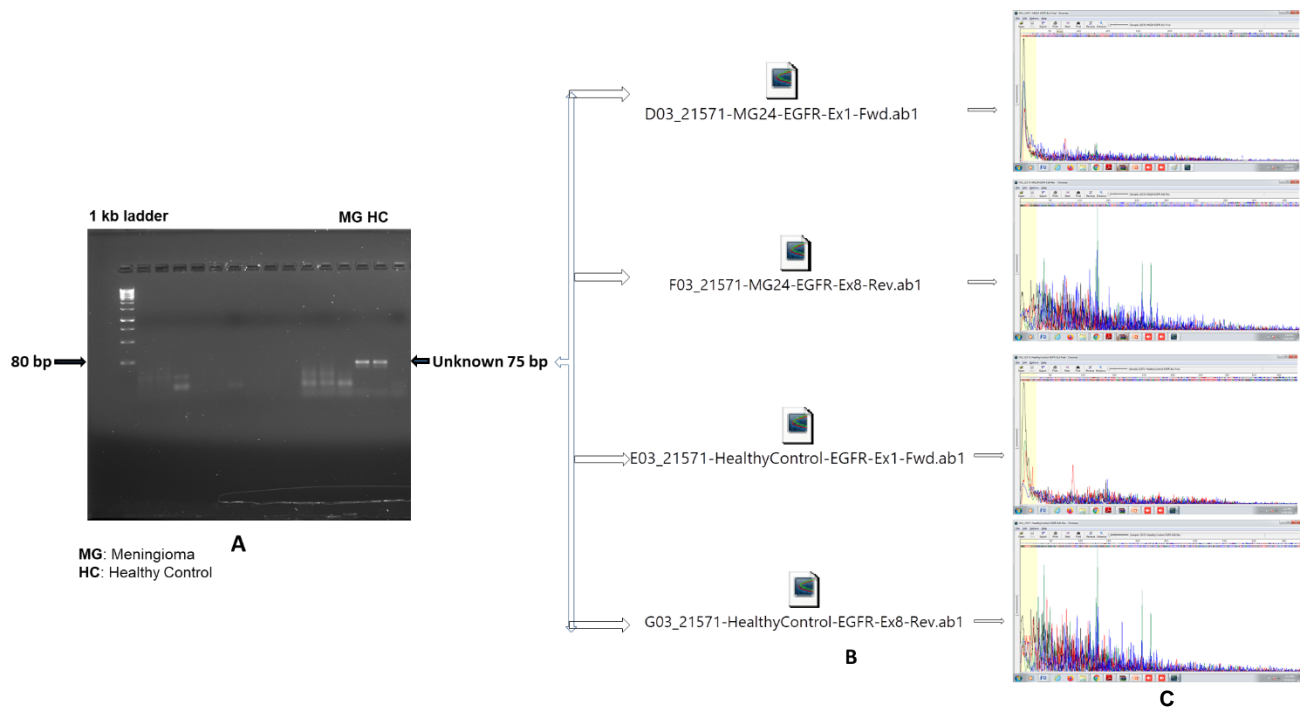 1 kb ladder
MG HC
80 bp
Unknown 75 bp
MG: Meningioma
HC: Healthy Control
A
D03_21571-MG24-EGFR-Ex1-Fwd.ab1
F03_21571-MG24-EGFR-Ex8-Rev.ab1
E03_21571-HealthyControl-EGFR-Ex1-Fwd.ab1
G03_21571-HealthyControl-EGFR-Ex8-Rev.ab1
B
C